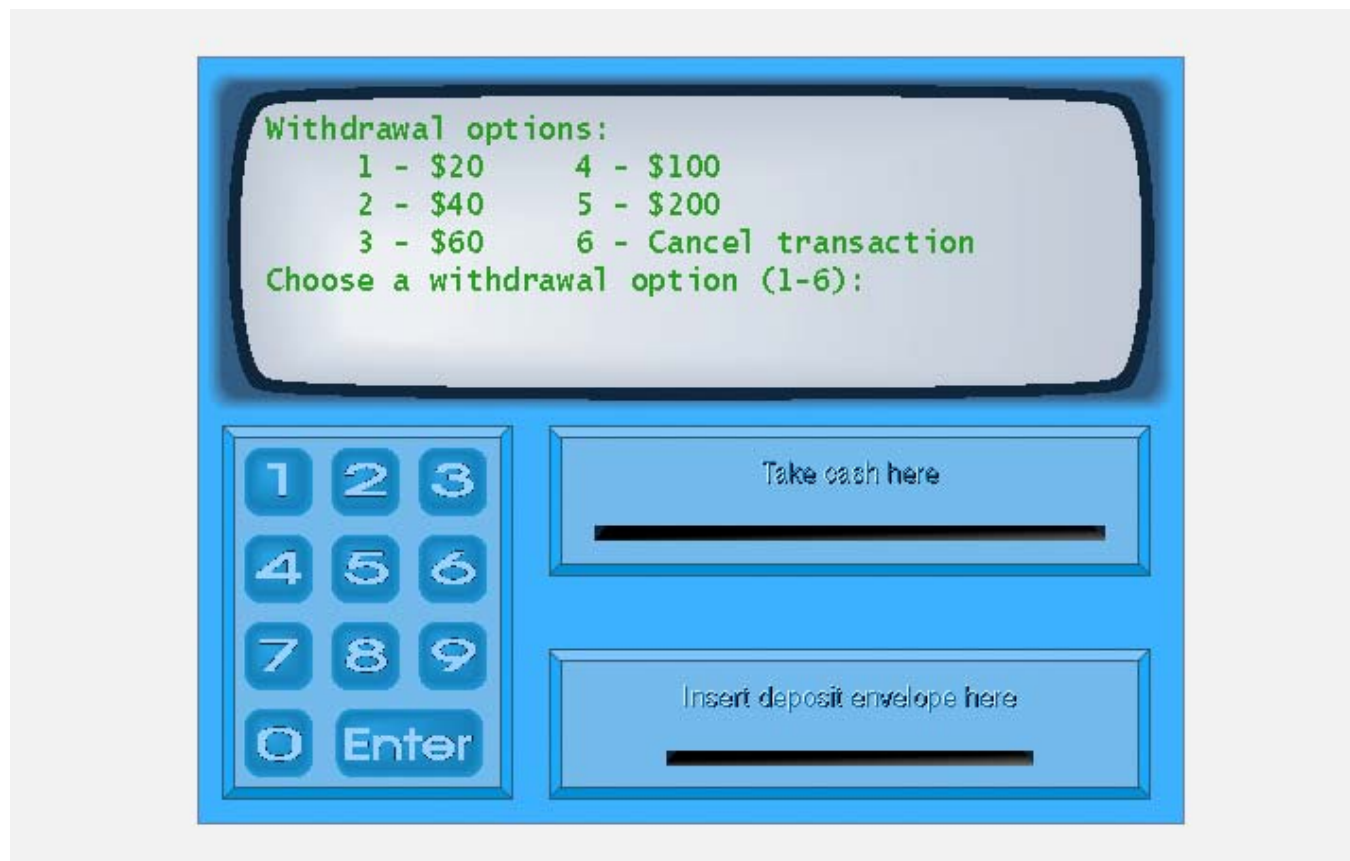 Withdrawal options:
1 - $20 4 - $100
2 - $40 5 - $200
3 - $60 6 - Cancel transaction
Choose a withdrawal option (1-6):
1 2 3
4 5 6
7 8 9
0 Enter
Take cash here
Insert deposit envelope here